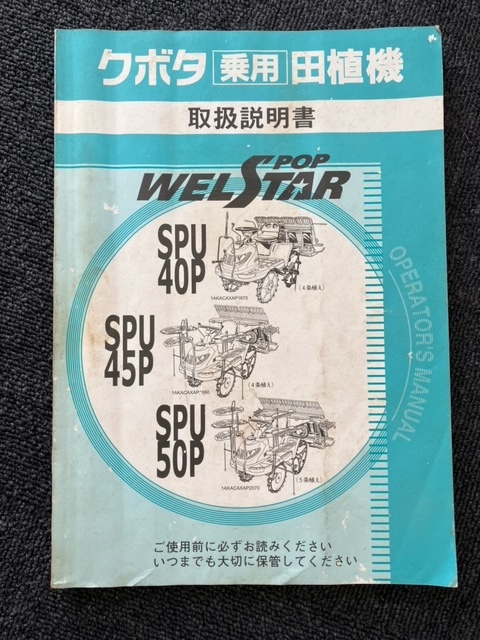 クボタ 乗用 田植機
取扱説明書
POP
WELSTAR
SPU
40P
(4条植え)
1AKACAXAP1670
SPU
45P
(4条植え)
1AKACAXAP1680
SPU
50P
(5条植え)
1AKACAXAP2070
OPERATOR'S MANUAL
ご使用前に必ずお読みください
いつまでも大切に保管してください